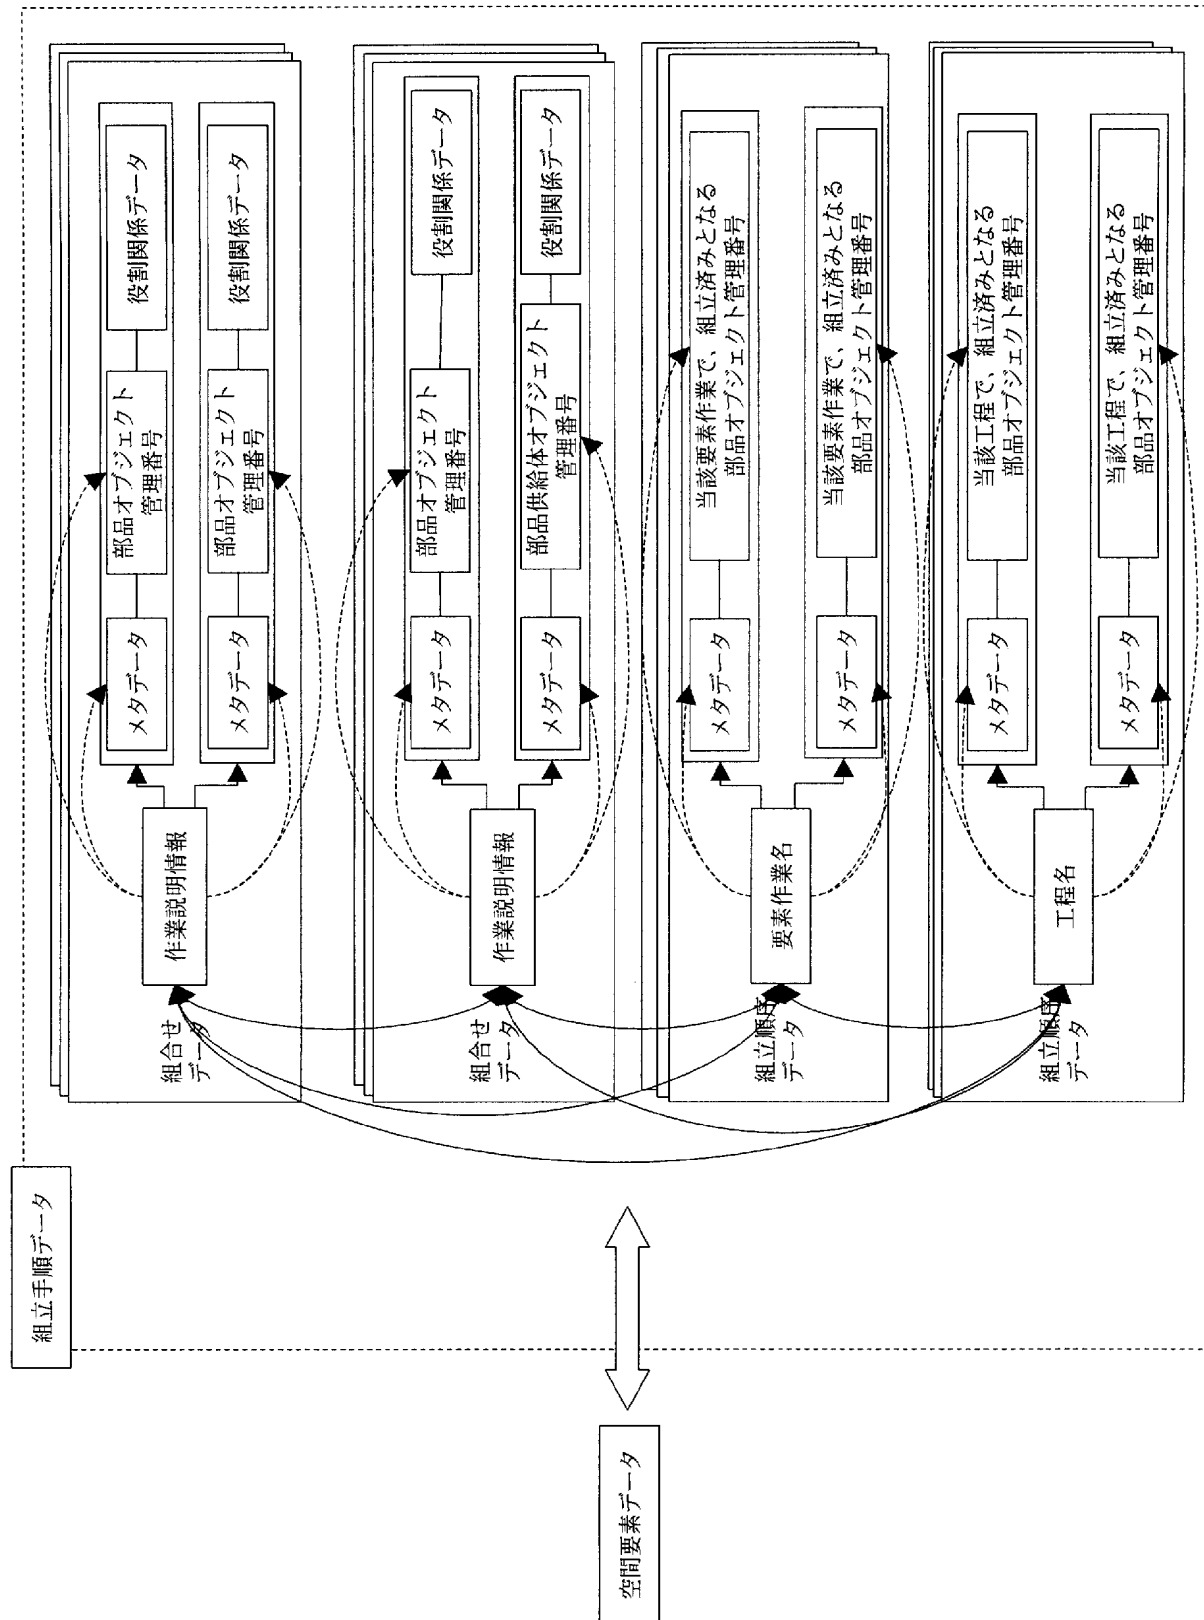 組立手順データ
空間要素データ
組合せ
データ
作業説明情報
メタデータ
部品オブジェクト
管理番号
役割関係データ
メタデータ
部品オブジェクト
管理番号
役割関係データ
組合せ
データ
作業説明情報
メタデータ
部品オブジェクト
管理番号
役割関係データ
メタデータ
部品供給体オブジェクト
管理番号
役割関係データ
組立順序
データ
要素作業名
メタデータ
当該要素作業で、組立済みとなる
部品オブジェクト管理番号
メタデータ
当該要素作業で、組立済みとなる
部品オブジェクト管理番号
組立順序
データ
工程名
メタデータ
当該工程で、組立済みとなる
部品オブジェクト管理番号
メタデータ
当該工程で、組立済みとなる
部品オブジェクト管理番号